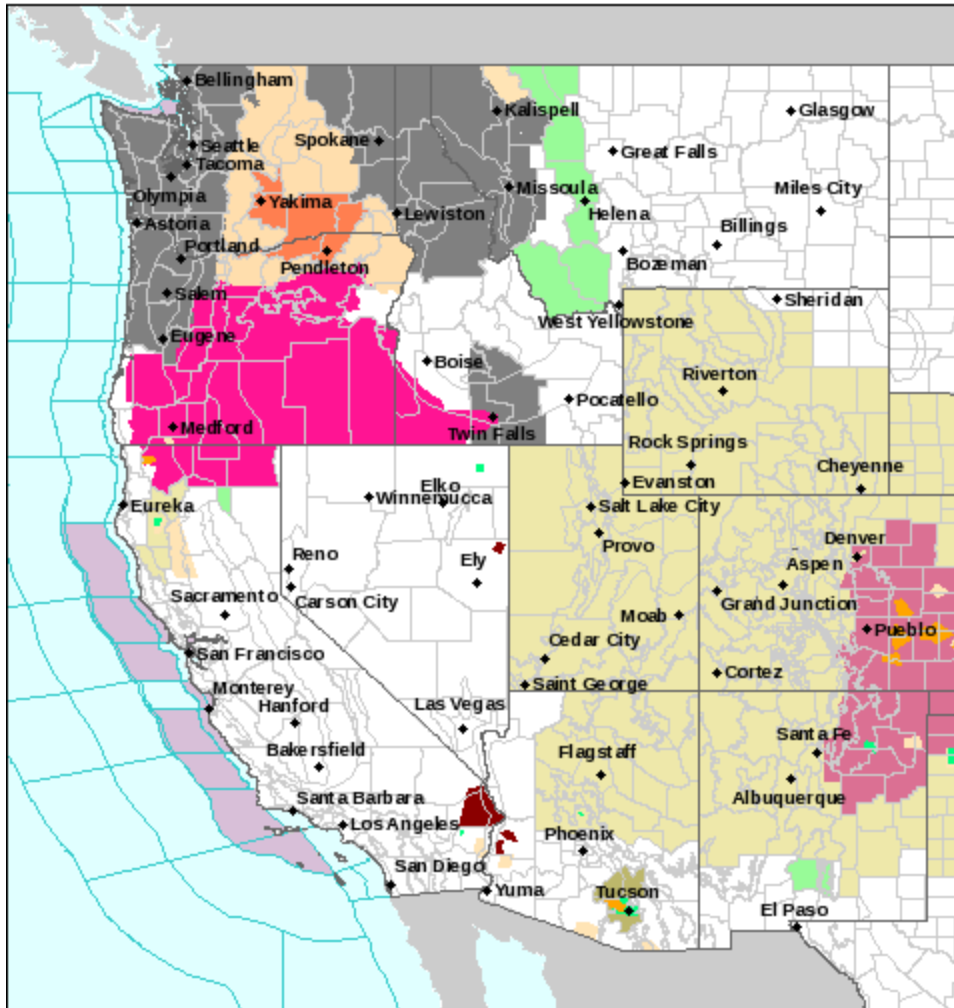 Bellingham
Kalispell
Glasgow
Spokane
Seattle
Great Falls
Tacoma
Missoula
Miles City
Olympia
Yakima
Lewiston
Helena
Astoria
Billings
Portland
Bozeman
Pendleton
Salem
Sheridan
West Yellowstone
Eugene
Boise
Riverton
Pocatello
Medford
Twin Falls
Rock Springs
Cheyenne
Elko
Evanston
Winnemucca
Eureka
Salt Lake City
Provo
Denver
Reno
Ely
Aspen
Sacramento
Carson City
Grand Junction
Moab
Pueblo
Cedar City
San Francisco
Cortez
Saint George
Monterey
Hanford
Las Vegas
Santa Fe
Bakersfield
Flagstaff
Albuquerque
Santa Barbara
Los Angeles
Phoenix
San Diego
Yuma
Tucson
El Paso